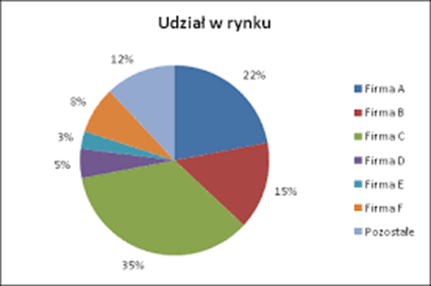 Udział w rynku
12%
22%
8%
3%
5%
15%
35%
Firma A
Firma B
Firma C
Firma D
Firma E
Firma F
Pozostałe